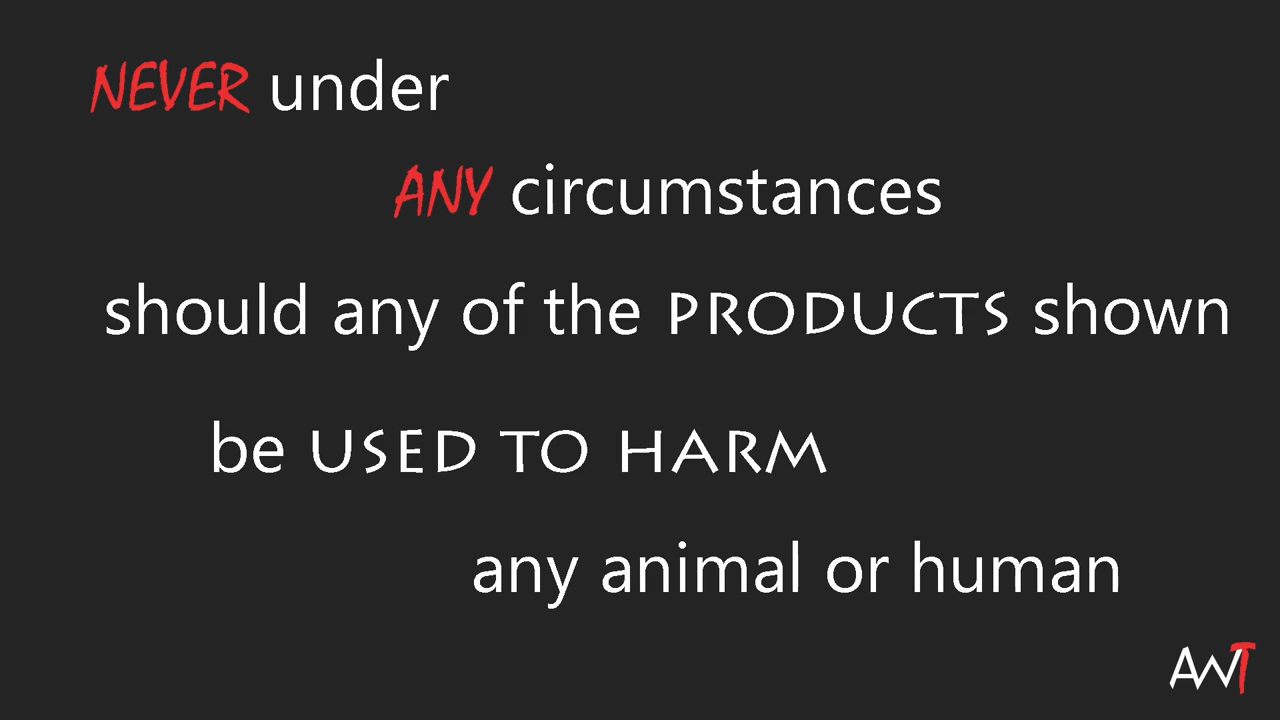 NEVER under
ANY circumstances
should any of the PRODUCTS shown
be USED TO HARM
any animal or human
AWT